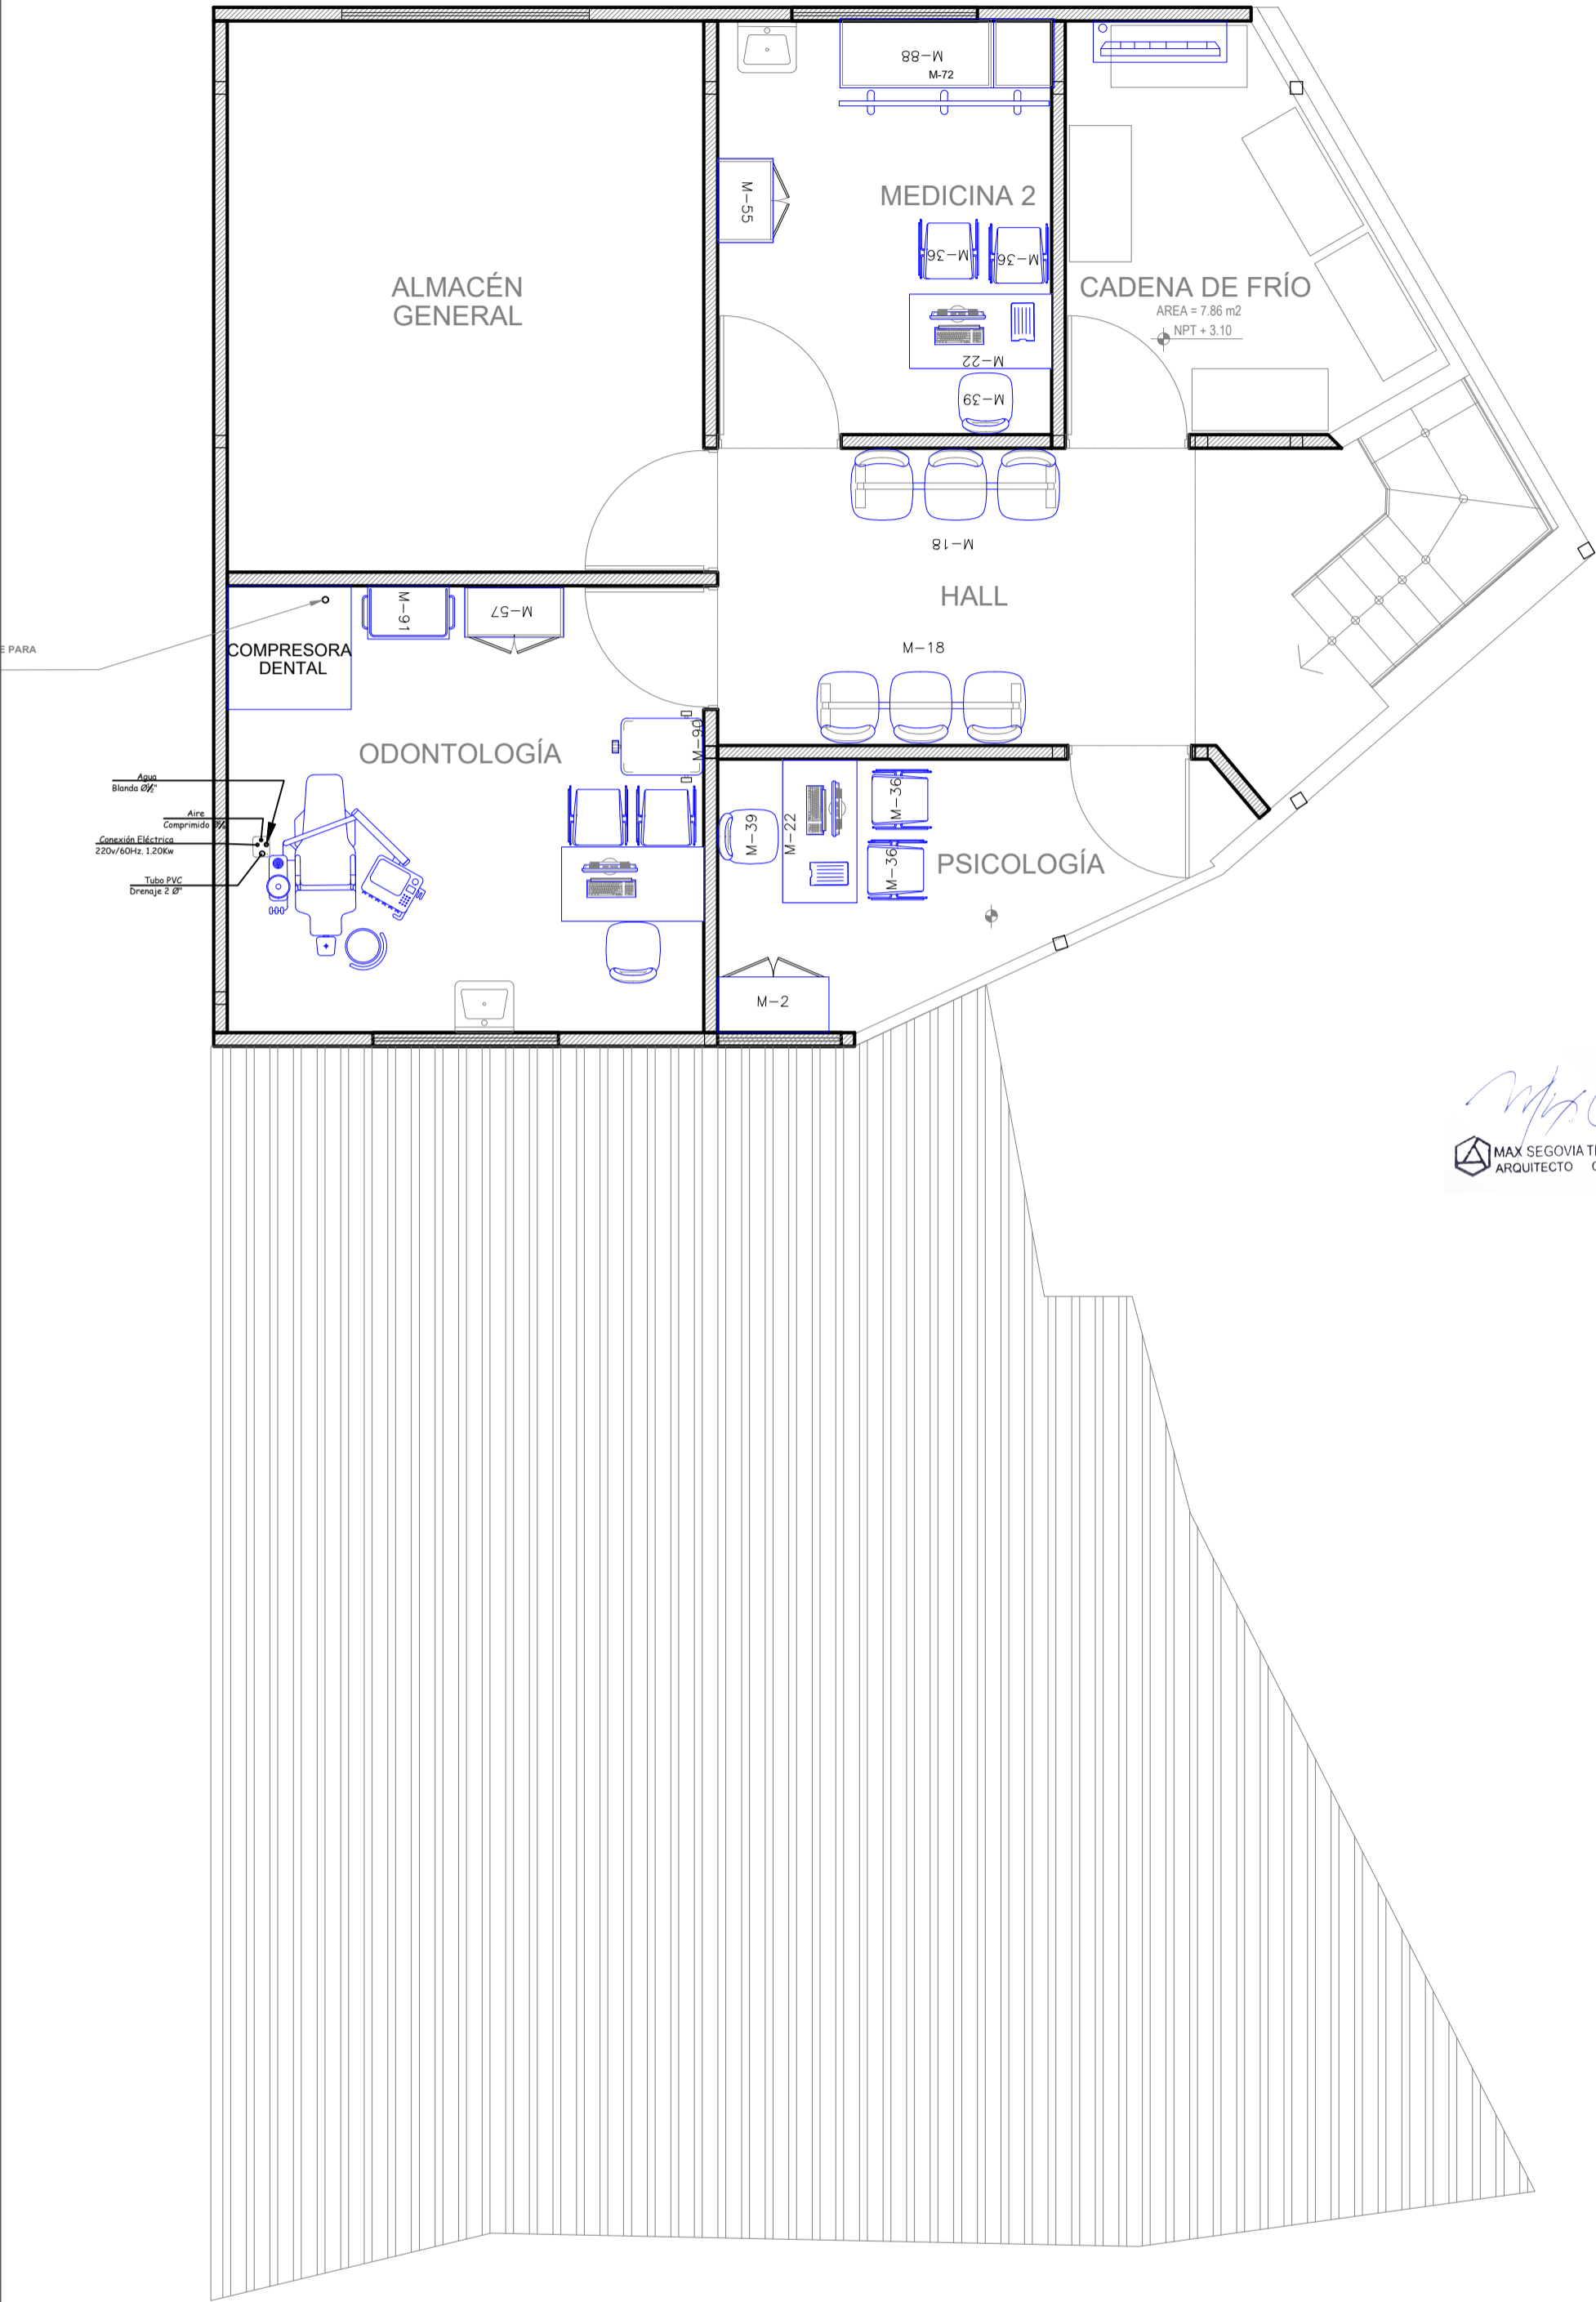 M-88
M-72
M-55
MEDICINA 2
M-36
M-36
ALMACÉN
GENERAL
CADENA DE FRÍO
AREA = 7.86 m2
NPT + 3.10
M-22
M-39
M-18
HALL
M-18
M-91
M-57
E PARA
COMPRESORA
DENTAL
M-90
ODONTOLOGÍA
Agua
Blanda Ø½"
Aire
Comprimido
Conexión Eléctrica
220v/60Hz. 1.20Kw
Tubo PVC
Drenaje 2 Ø"
M-39
M-22
M-36
M-36
PSICOLOGÍA
M-2
MAX SEGOVIA
ARQUITECTO